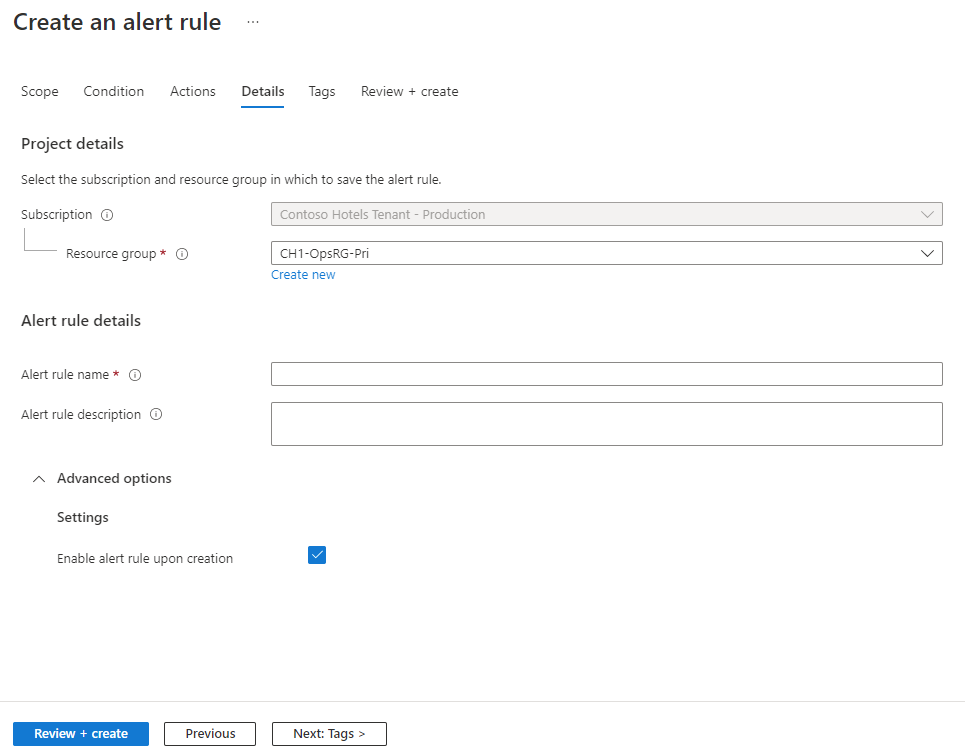 Create an alert rule ...
Scope Condition Actions Details Tags Review + create
Project details
Select the subscription and resource group in which to save the alert rule.
Subscription Contoso Hotels Tenant - Production
Resource group * CH1-OpsRG-Pri
Create new
Alert rule details
Alert rule name *
Alert rule description
Advanced options
Settings
Enable alert rule upon creation
Review + create Previous Next: Tags >